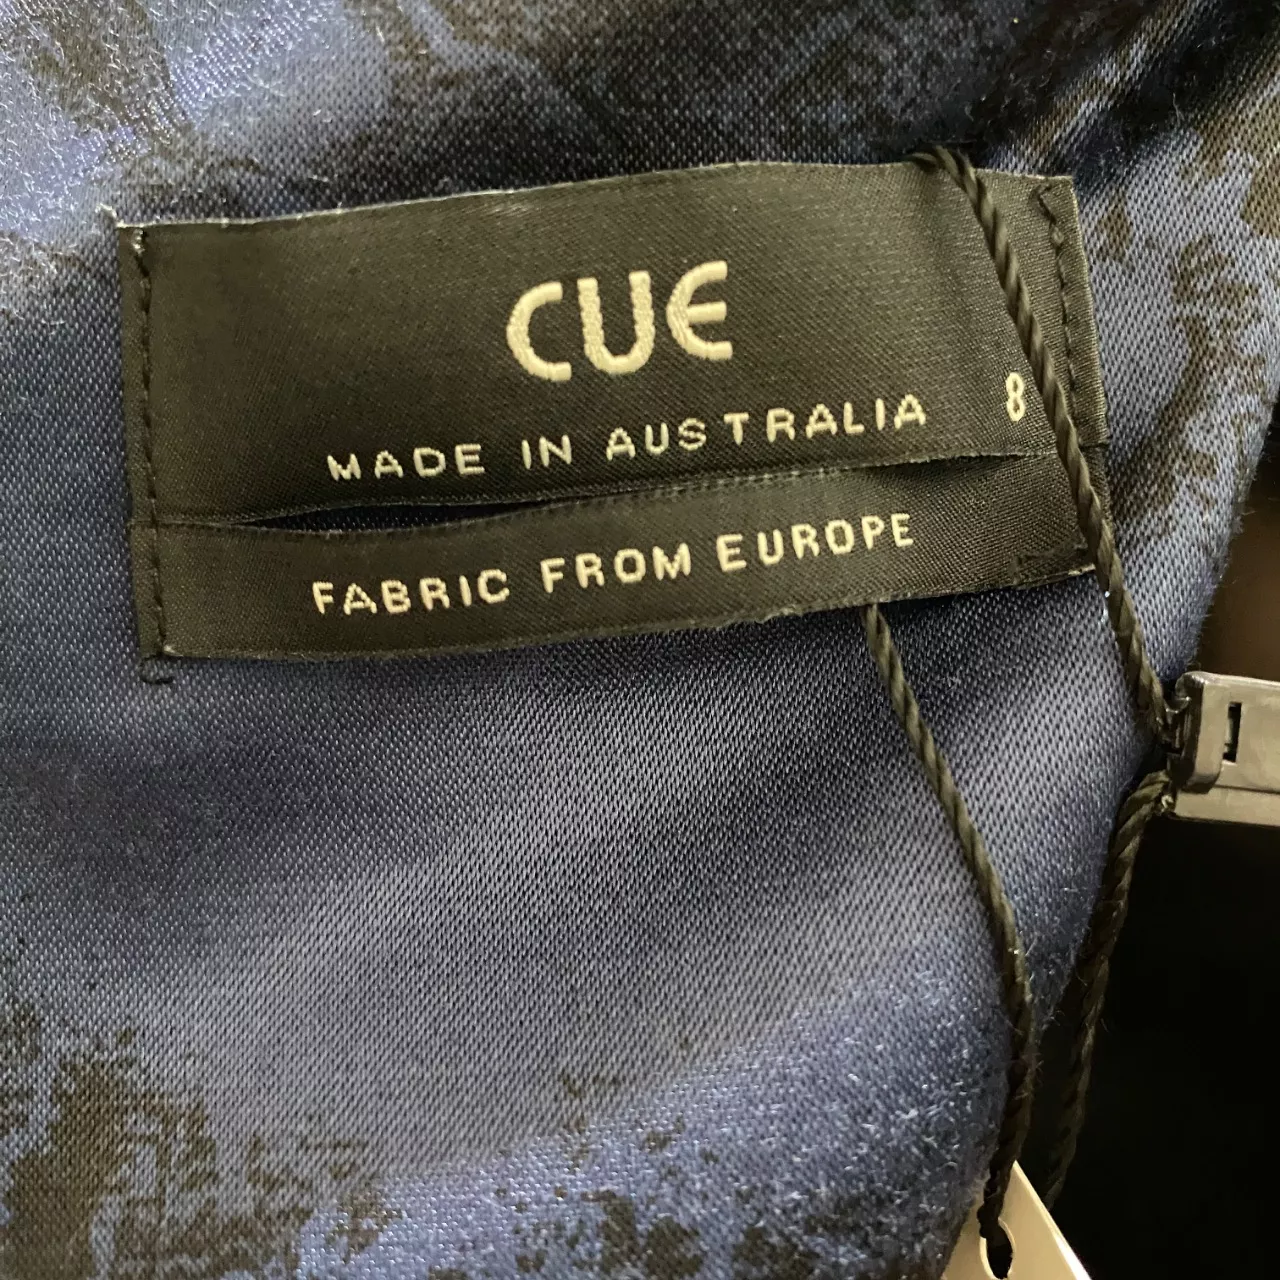 CUE
MADE IN AUSTRALIA
8
FABRIC FROM EUROPE